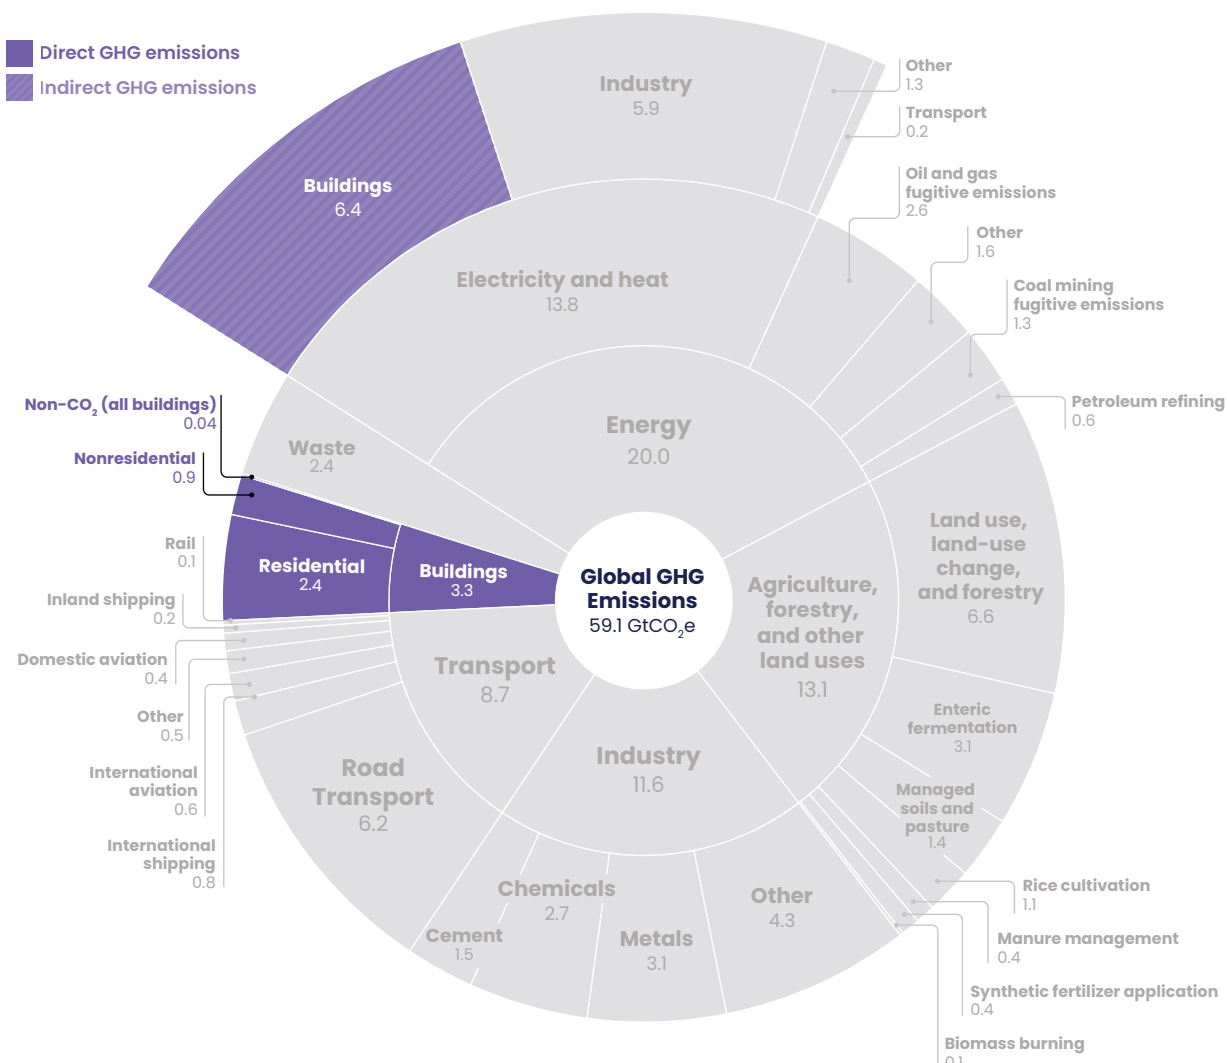 Direct GHG emissions
Indirect GHG emissions
Industry
5.9
Other
1.3
Transport
0.2
Buildings
6.4
Oil and gas
fugitive emissions
2.6
Other
1.6
Electricity and heat
13.8
Coal mining
fugitive emissions
1.3
Petroleum refining
0.6
Non-CO2 (all buildings)
0.04
Waste
2.4
Energy
20.0
Nonresidential
0.9
Rail
0.1
Residential
2.4
Buildings
3.3
Global GHG
Emissions
59.1 GtCO2e
Agriculture,
forestry,
and other
land uses
13.1
Land use,
land-use
change,
and forestry
6.6
Inland shipping
0.2
Domestic aviation
0.4
Transport
8.7
Other
0.5
International
aviation
0.6
International
shipping
0.8
Road
Transport
6.2
Industry
11.6
Enteric
fermentation
3.1
Managed
soils and
pasture
1.4
Cement
1.5
Chemicals
2.7
Metals
3.1
Other
4.3
Rice cultivation
1.1
Manure management
0.4
Synthetic fertilizer application
0.4
Biomass burning
0.1